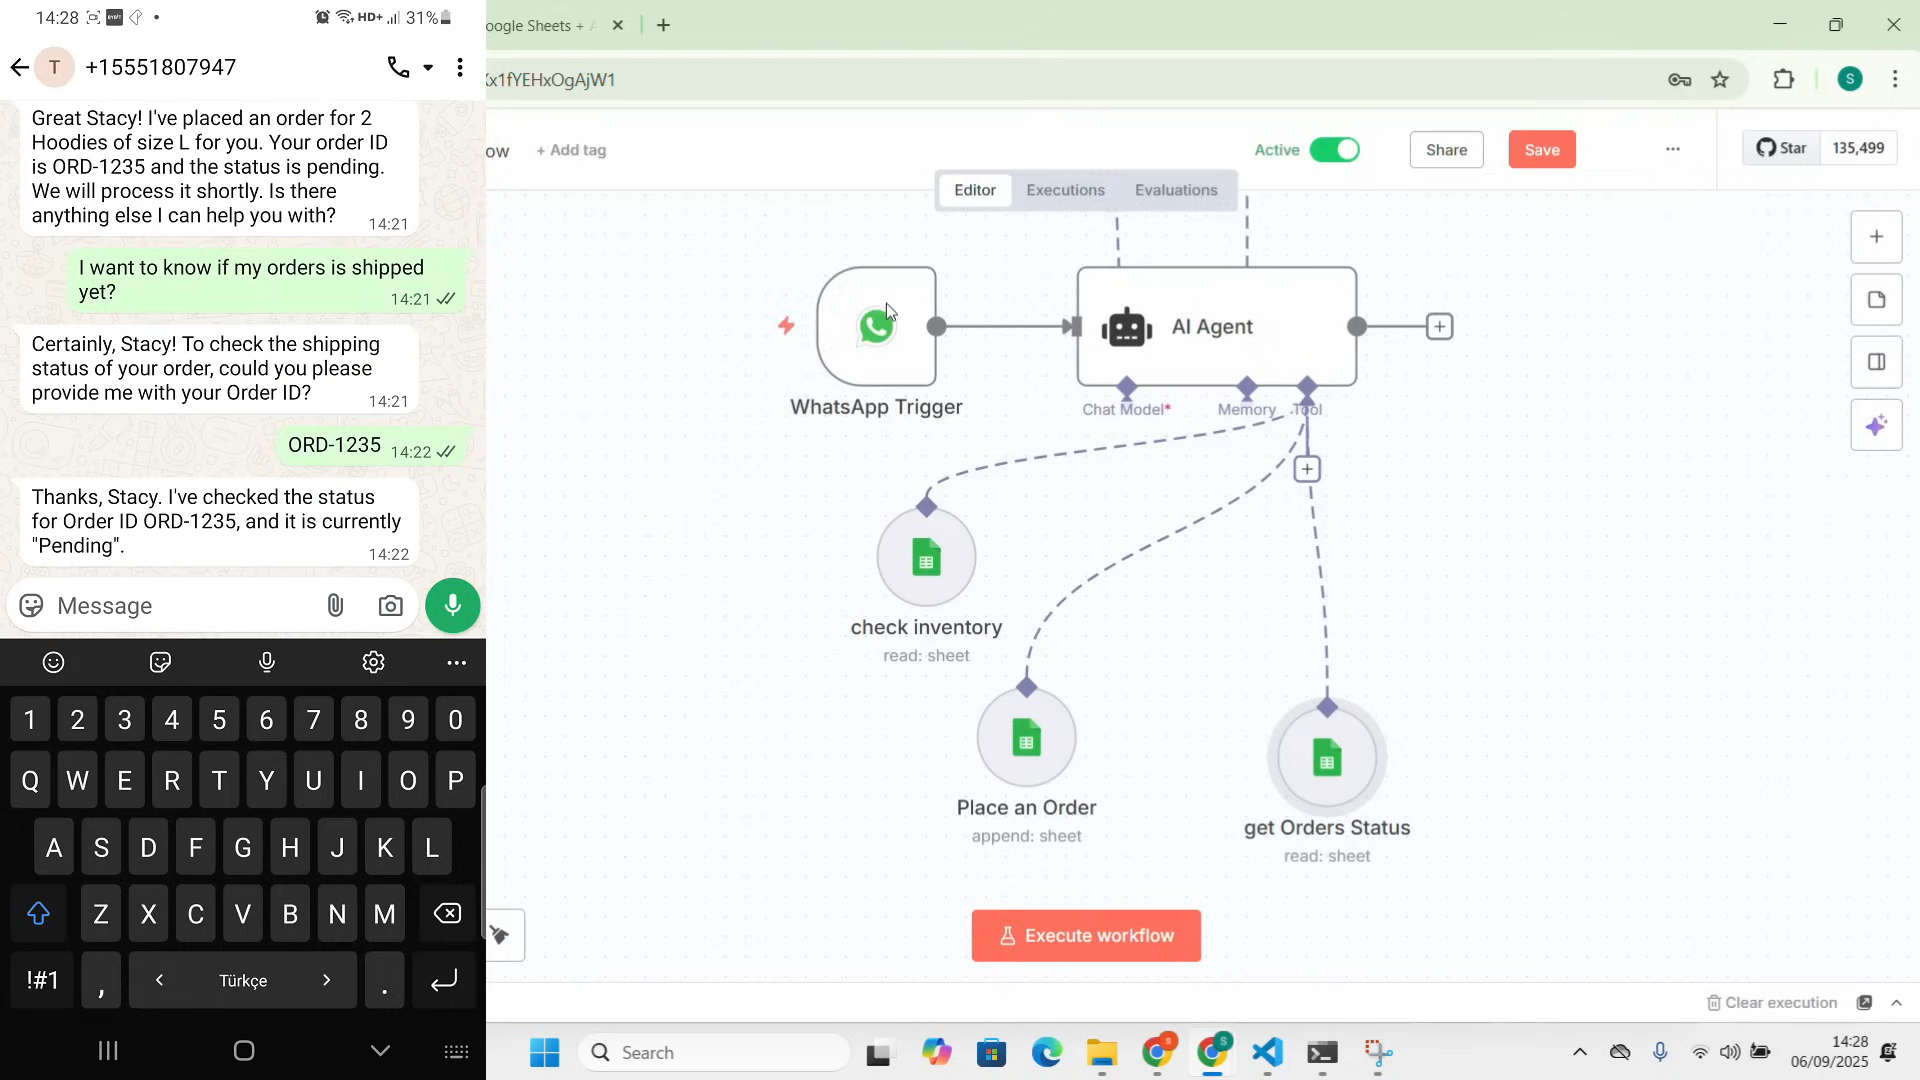 14:28
HD+
31%
T
+15551807947
Great Stacy! I've placed an order for 2
Hoodies of size L for you. Your order ID
is ORD-1235 and the status is pending.
We will process it shortly. Is there
anything else I can help you with?
14:21
I want to know if my orders is shipped
yet?
14:21
Certainly, Stacy! To check the shipping
status of your order, could you please
provide me with your Order ID?
14:21
ORD-1235
14:22
Thanks, Stacy. I've checked the status
for Order ID ORD-1235, and it is currently
"Pending".
14:22
Message
1 2 3 4 5 6 7 8 9 0
Q W E R T Y U I O P
A S D F G H J K L
Z X C V B N M
!#1 , < Türkçe > .
oogle Sheets +
x1fYEHxOgAjW1
S
ow
+ Add tag
Active
Share
Save
Star
135,499
Editor
Executions
Evaluations
WhatsApp Trigger
AI Agent
Chat Model*
Memory
Tool
check inventory
read: sheet
Place an Order
append: sheet
get Orders Status
read: sheet
Execute workflow
Clear execution
Search
14:28
06/09/2025